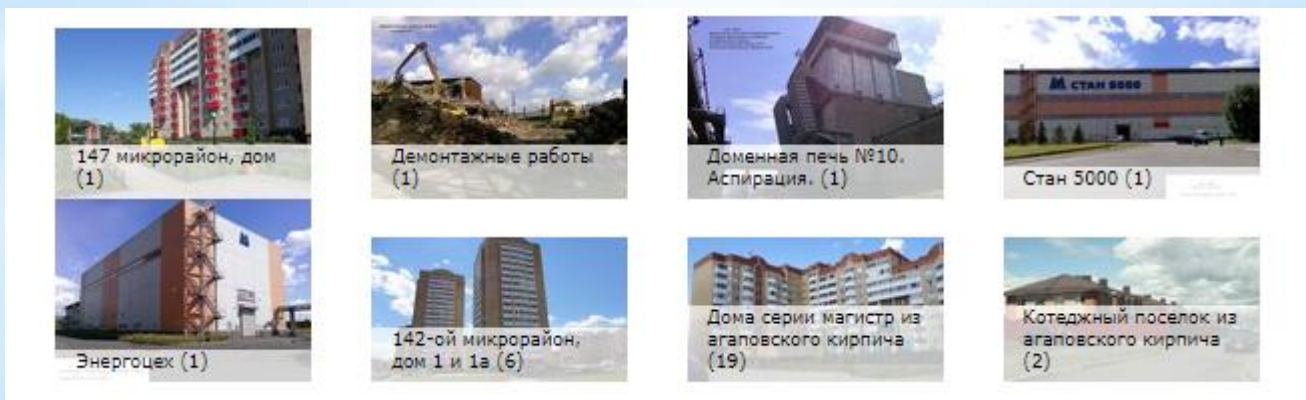 СТАН 5000
147 микрорайон, дом
(1)
Демонтажные работы
(1)
Доменная печь №10.
Аспирация. (1)
Стан 5000 (1)
Энергоцех (1)
142-ой микрорайон,
дом 1 и 1а (6)
Дома серии магистр из
агаповского кирпича
(19)
Котеджный поселок из
агаповского кирпича
(2)